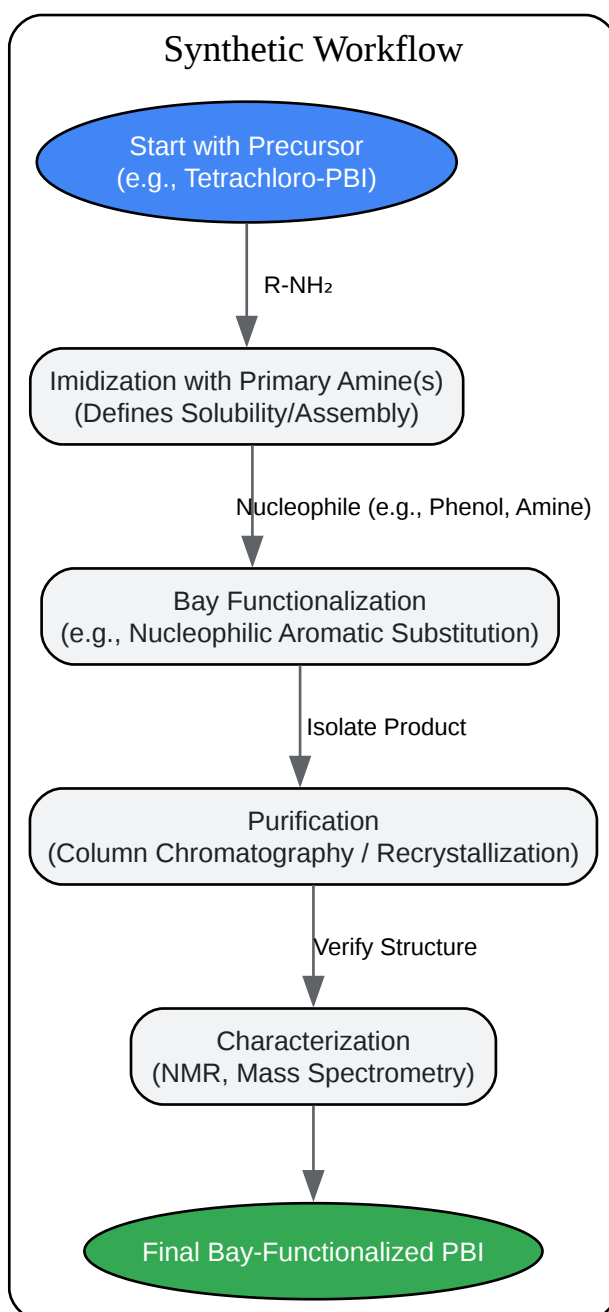 Synthetic Workflow
Start with Precursor
(e.g., Tetrachloro-PBI)
R-NH₂
Imidization with Primary Amine(s)
(Defines Solubility/Assembly)
Nucleophile (e.g., Phenol, Amine)
Bay Functionalization
(e.g., Nucleophilic Aromatic Substitution)
Isolate Product
Purification
(Column Chromatography / Recrystallization)
Verify Structure
Characterization
(NMR, Mass Spectrometry)
Final Bay-Functionalized PBI